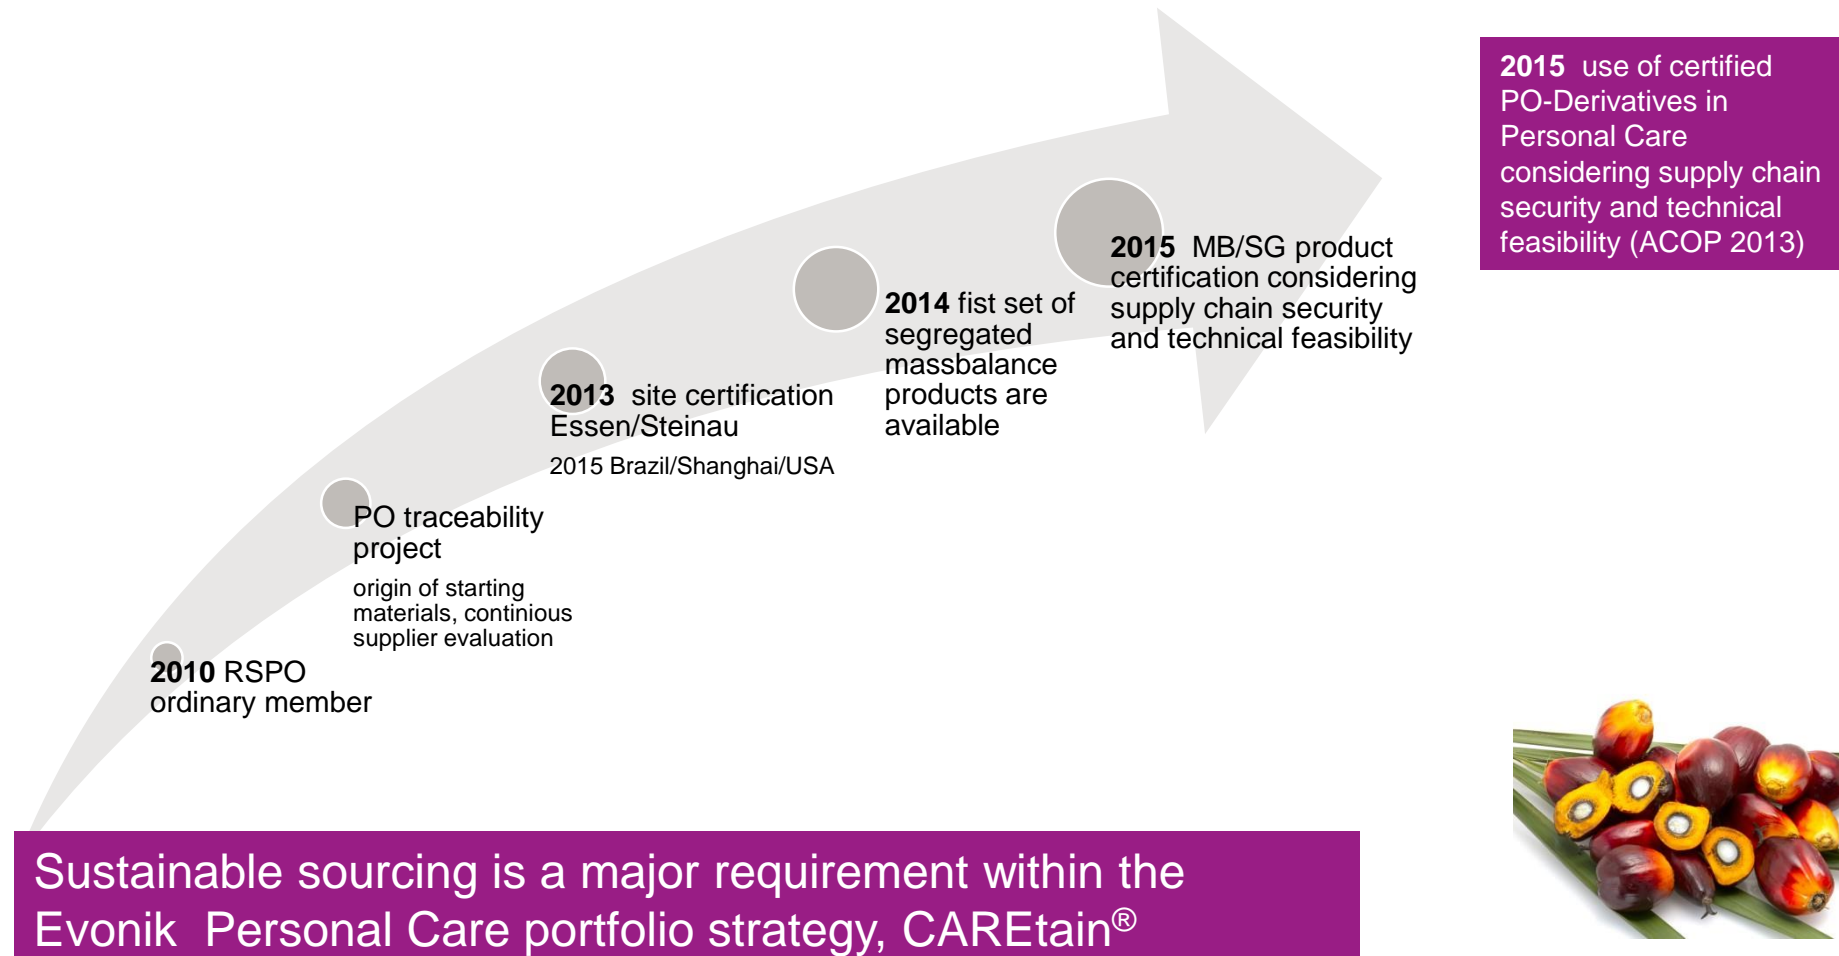 2015 use of certified
PO-Derivatives in
Personal Care
considering supply chain
security and technical
feasibility (ACOP 2013)
2015 MB/SG product
certification considering
supply chain security
and technical feasibility
2014 fist set of
segregated
massbalance
products are
available
2013 site certification
Essen/Steinau
2015 Brazil/Shanghai/USA
PO traceability
project
origin of starting
materials, continious
supplier evaluation
2010 RSPO
ordinary member
Sustainable sourcing is a major requirement within the
Evonik Personal Care portfolio strategy, CAREtain®